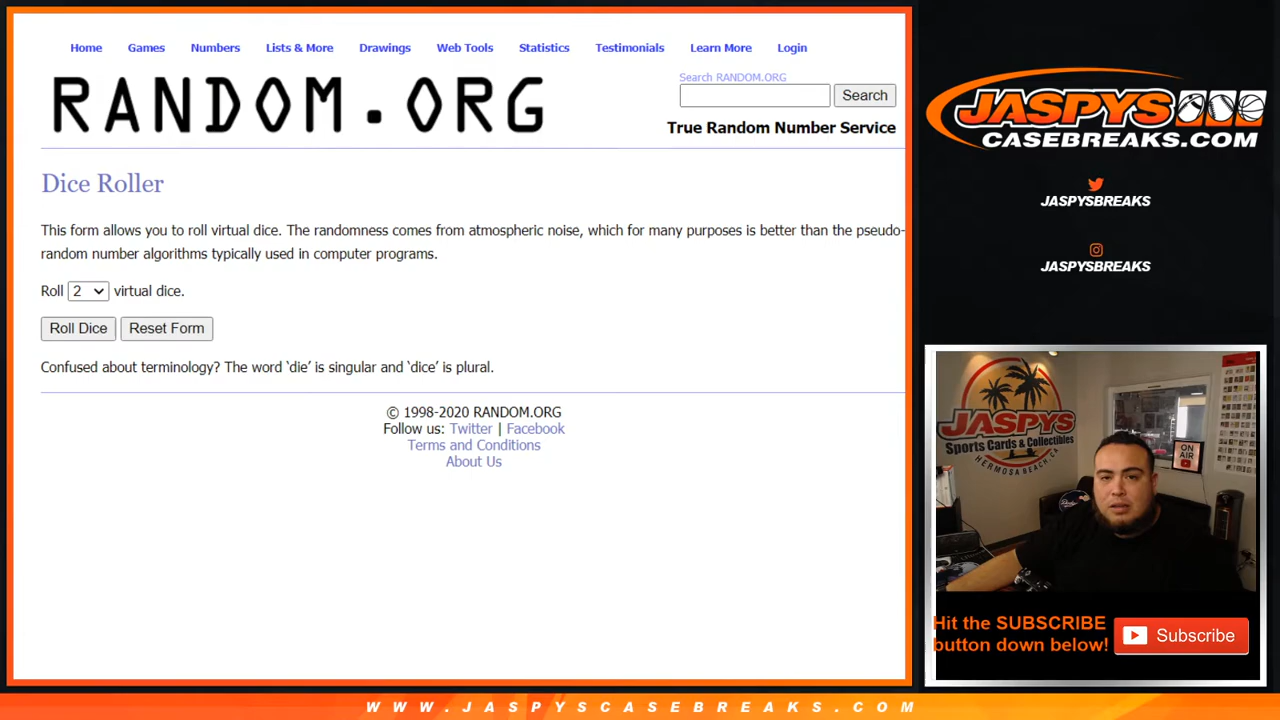 Home Games Numbers Lists & More Drawings Web Tools Statistics Testimonials Learn More Login
RANDOM.ORG
Search RANDOM.ORG
Search
True Random Number Service
Dice Roller
This form allows you to roll virtual dice. The randomness comes from atmospheric noise, which for many purposes is better than the pseudo-
random number algorithms typically used in computer programs.
Roll 2 virtual dice.
Roll Dice Reset Form
Confused about terminology? The word ‘die’ is singular and ‘dice’ is plural.
© 1998-2020 RANDOM.ORG
Follow us: Twitter | Facebook
Terms and Conditions
About Us
JASPYS
CASEBREAKS.COM
JASPYSBREAKS
JASPYSBREAKS
JASPYS
Sports Cards & Collectibles
HERMOSA BEACH, CA
ON
AIR
Hit the SUBSCRIBE
button down below!
Subscribe
WWW.JASPYSCASEBREAKS.COM